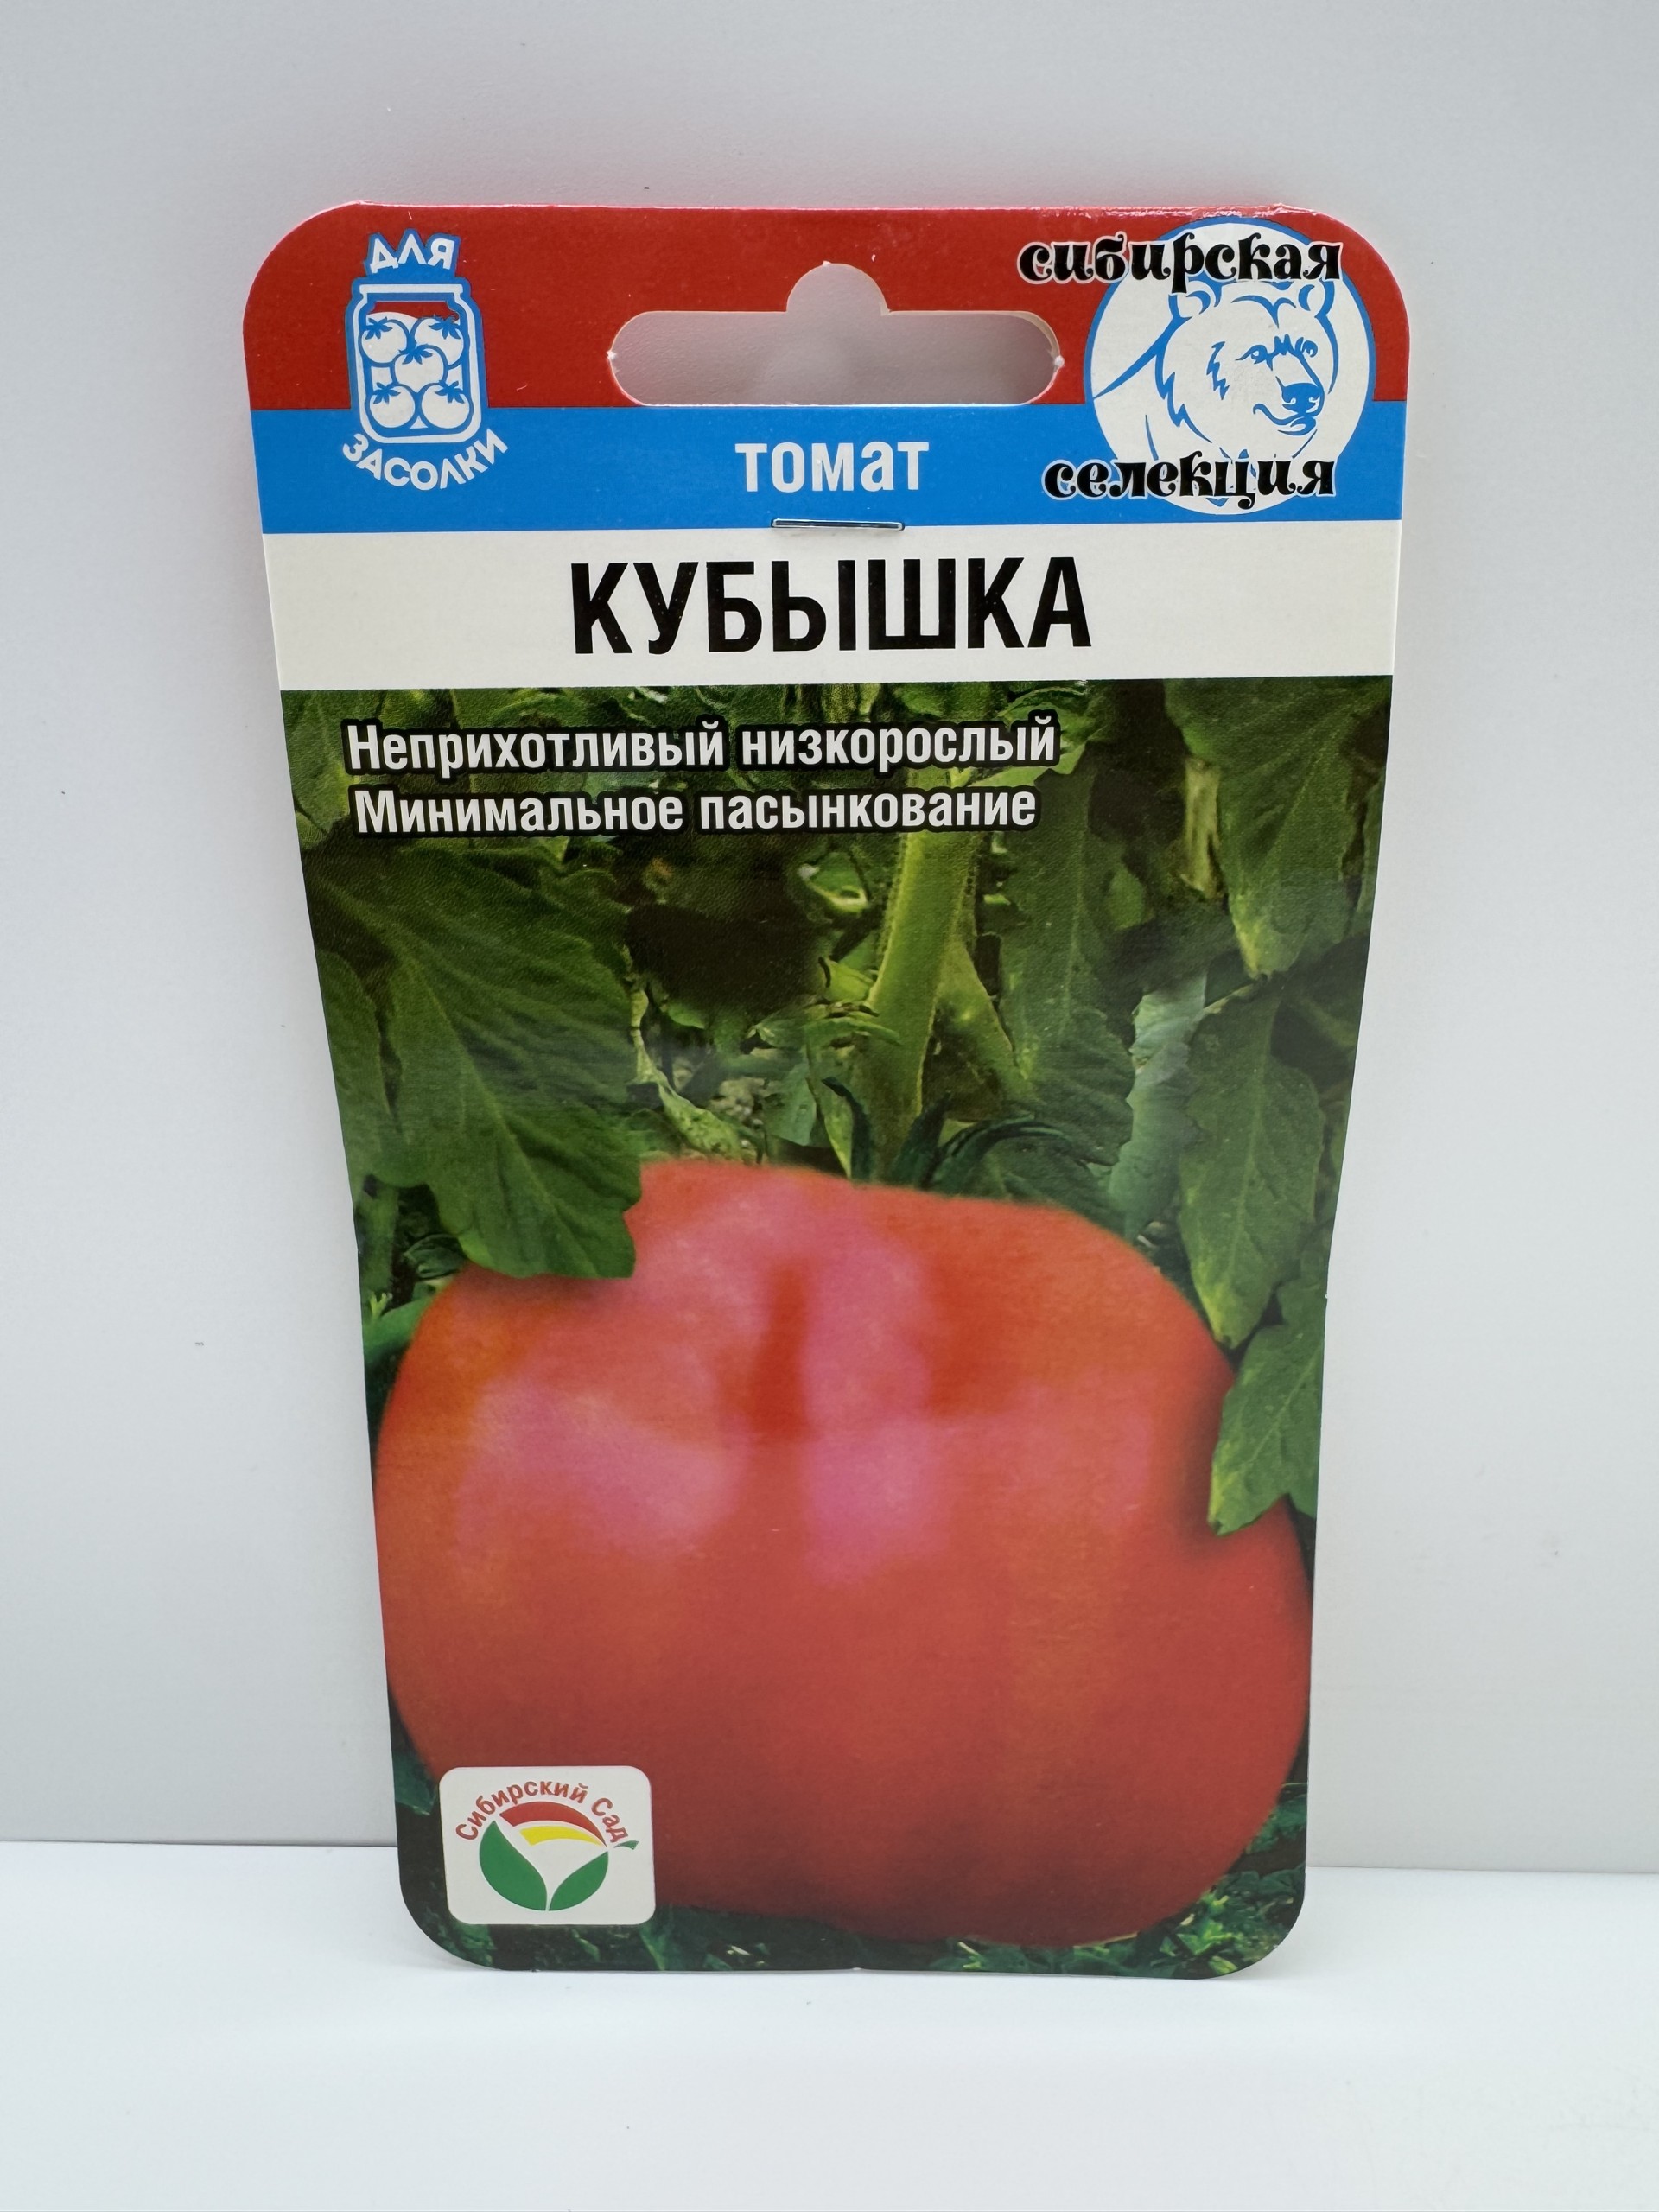 для
засолки
сибирская
селекция
томат
КУБЫШКА
Неприхотливый низкорослый
Минимальное пасынкование
Сибирский Сад